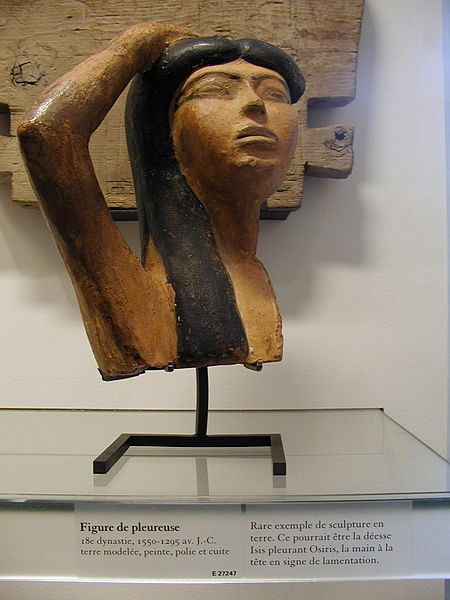 Figure de pleureuse
18e dynastie, 1550-1295 av. J.-C.
terre modelée, peinte, polie et cuite
Rare exemple de sculpture en
terre. Ce pourrait être la déesse
Isis pleurant Osiris, la main à la
tête en signe de lamentation.
E 27247